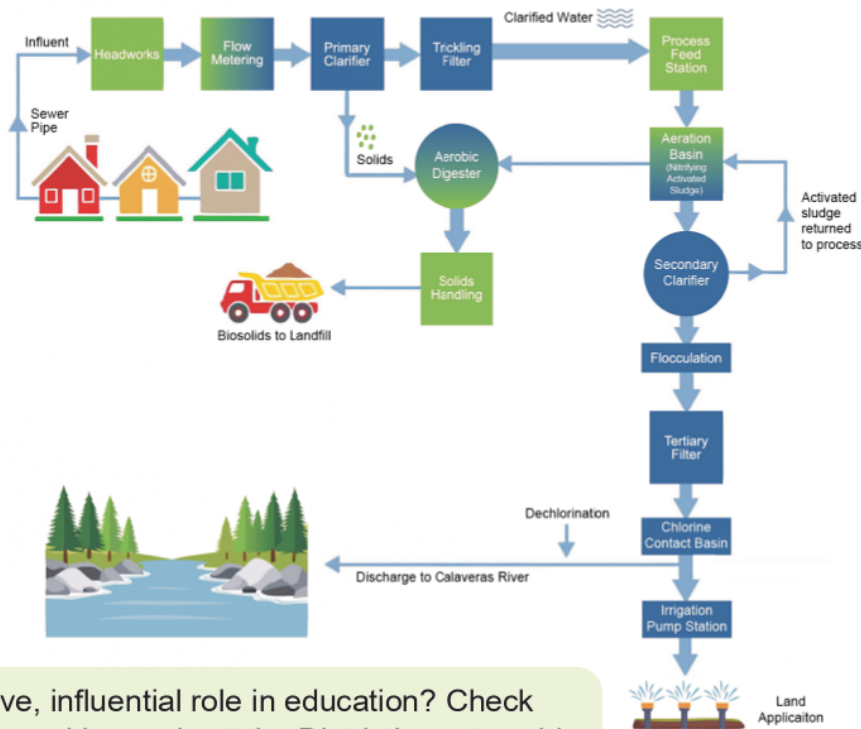 Clarified Water
Influent
Headworks
Flow
Metering
Primary
Clarifier
Trickling
Filter
Process
Feed
Station
Sewer
Pipe
Solids
Aerobic
Digester
Aeration
Basin
(Nitrifying
Activated
Sludge)
Activated
sludge
returned
to process
Solids
Handling
Secondary
Clarifier
Biosolids to Landfill
Flocculation
Tertiary
Filter
Dechlorination
Chlorine
Contact Basin
Discharge to Calaveras River
Irrigation
Pump Station
Land
Applicaiton
ve, influential role in education? Check